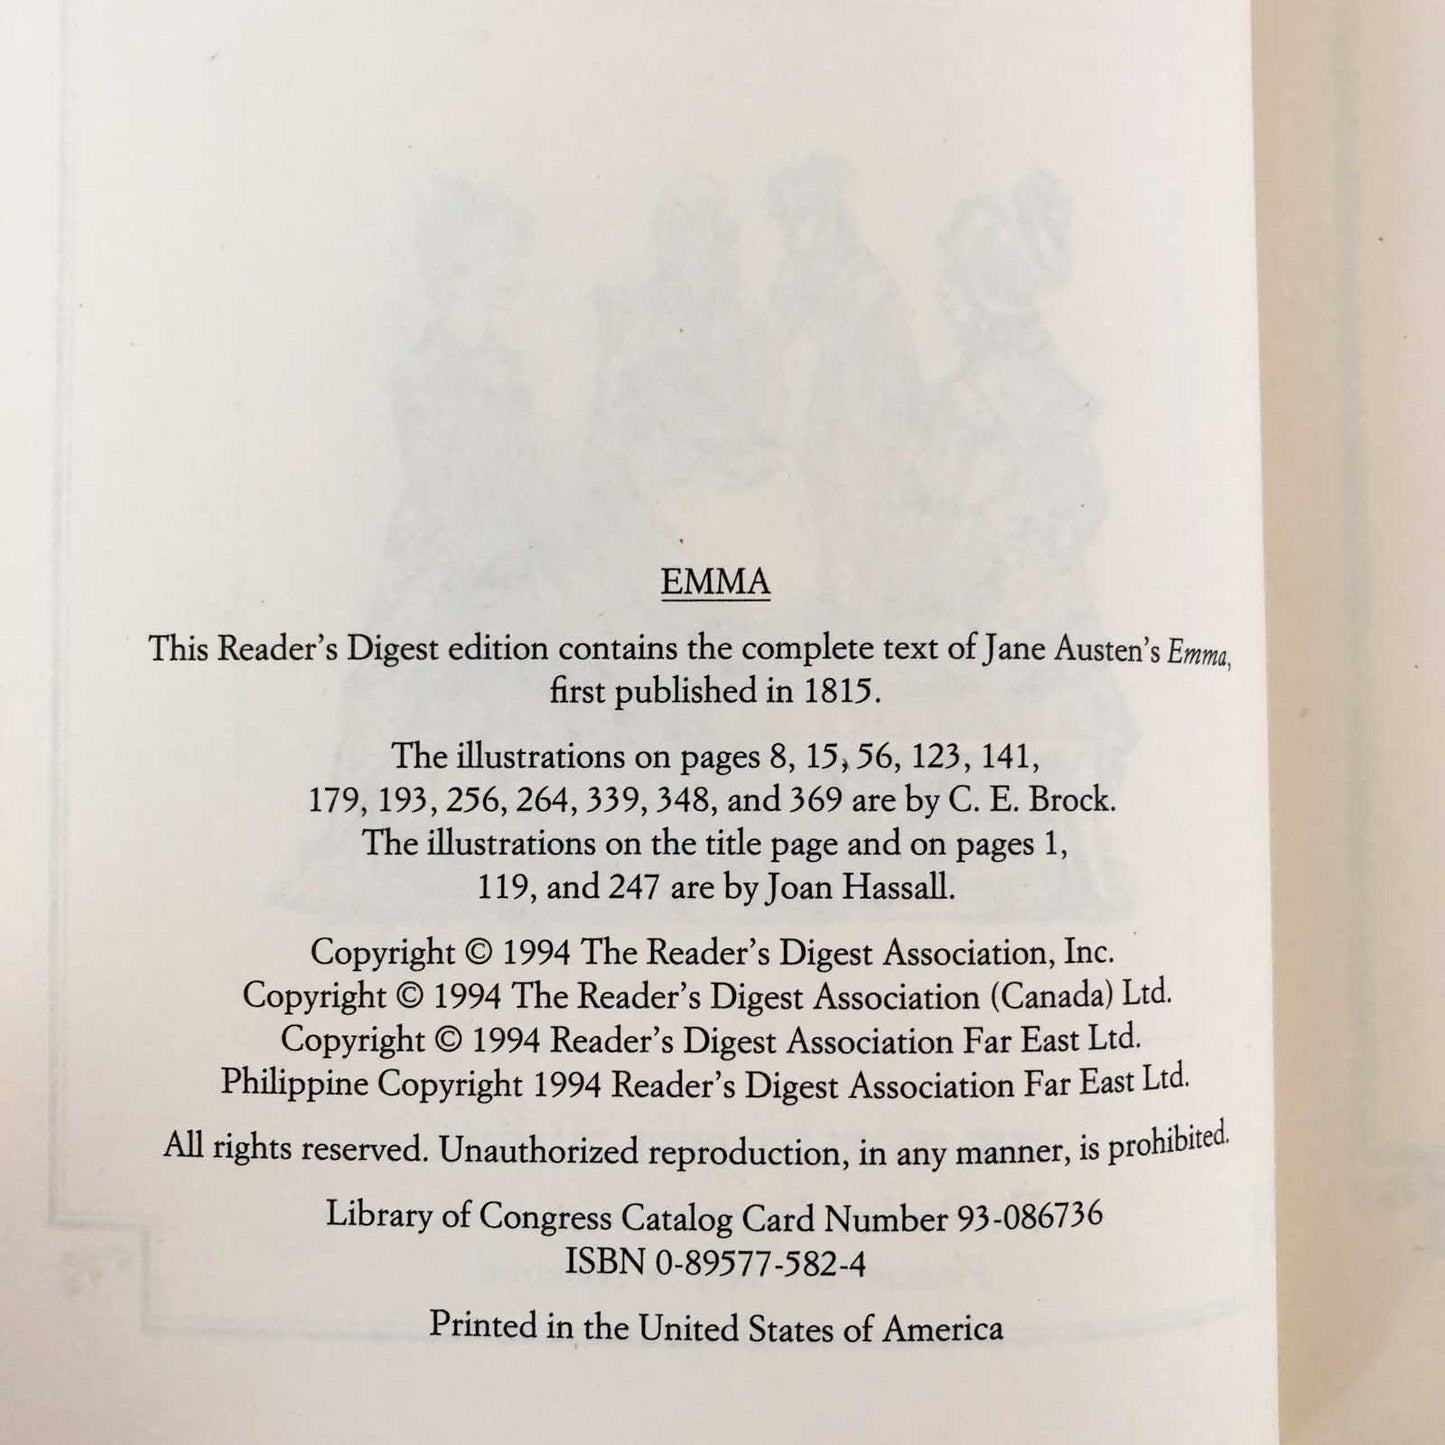 EMMA
This Reader's Digest edition contains the complete text of Jane Austen's Emma,
first published in 1815.
The illustrations on pages 8, 15, 56, 123, 141,
179, 193, 256, 264, 339, 348, and 369 are by C. E. Brock.
The illustrations on the title page and on pages 1,
119, and 247 are by Joan Hassall.
Copyright © 1994 The Reader's Digest Association, Inc.
Copyright © 1994 The Reader's Digest Association (Canada) Ltd.
Copyright © 1994 Reader's Digest Association Far East Ltd.
Philippine Copyright 1994 Reader's Digest Association Far East Ltd.
All rights reserved. Unauthorized reproduction, in any manner, is prohibited.
Library of Congress Catalog Card Number 93-086736
ISBN 0-89577-582-4
Printed in the United States of America